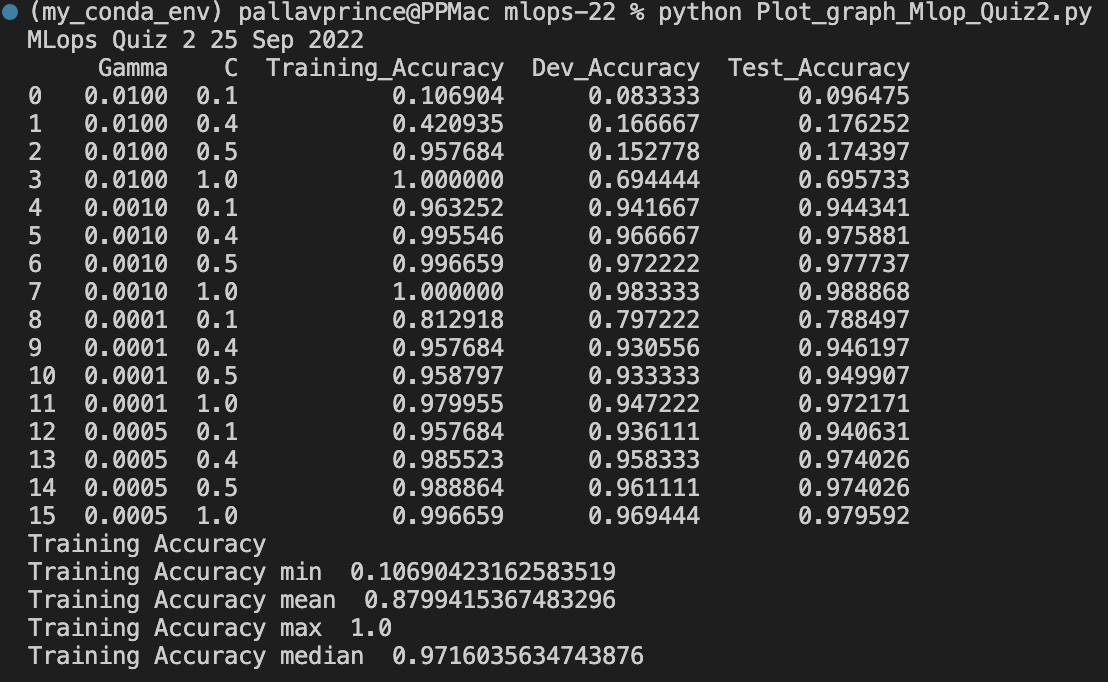 (my_conda_env) pallavprince@PPMac mlops-22 % python Plot_graph_Mlop_Quiz2.py
MLops Quiz 2 25 Sep 2022
Gamma C Training_Accuracy Dev_Accuracy Test_Accuracy
0 0.0100 0.1 0.106904 0.083333 0.096475
1 0.0100 0.4 0.420935 0.166667 0.176252
2 0.0100 0.5 0.957684 0.152778 0.174397
3 0.0100 1.0 1.000000 0.694444 0.695733
4 0.0010 0.1 0.963252 0.941667 0.944341
5 0.0010 0.4 0.995546 0.966667 0.975881
6 0.0010 0.5 0.996659 0.972222 0.977737
7 0.0010 1.0 1.000000 0.983333 0.988868
8 0.0001 0.1 0.812918 0.797222 0.788497
9 0.0001 0.4 0.957684 0.930556 0.946197
10 0.0001 0.5 0.958797 0.933333 0.949907
11 0.0001 1.0 0.979955 0.947222 0.972171
12 0.0005 0.1 0.957684 0.936111 0.940631
13 0.0005 0.4 0.985523 0.958333 0.974026
14 0.0005 0.5 0.988864 0.961111 0.974026
15 0.0005 1.0 0.996659 0.969444 0.979592
Training Accuracy
Training Accuracy min 0.10690423162583519
Training Accuracy mean 0.8799415367483296
Training Accuracy max 1.0
Training Accuracy median 0.9716035634743876